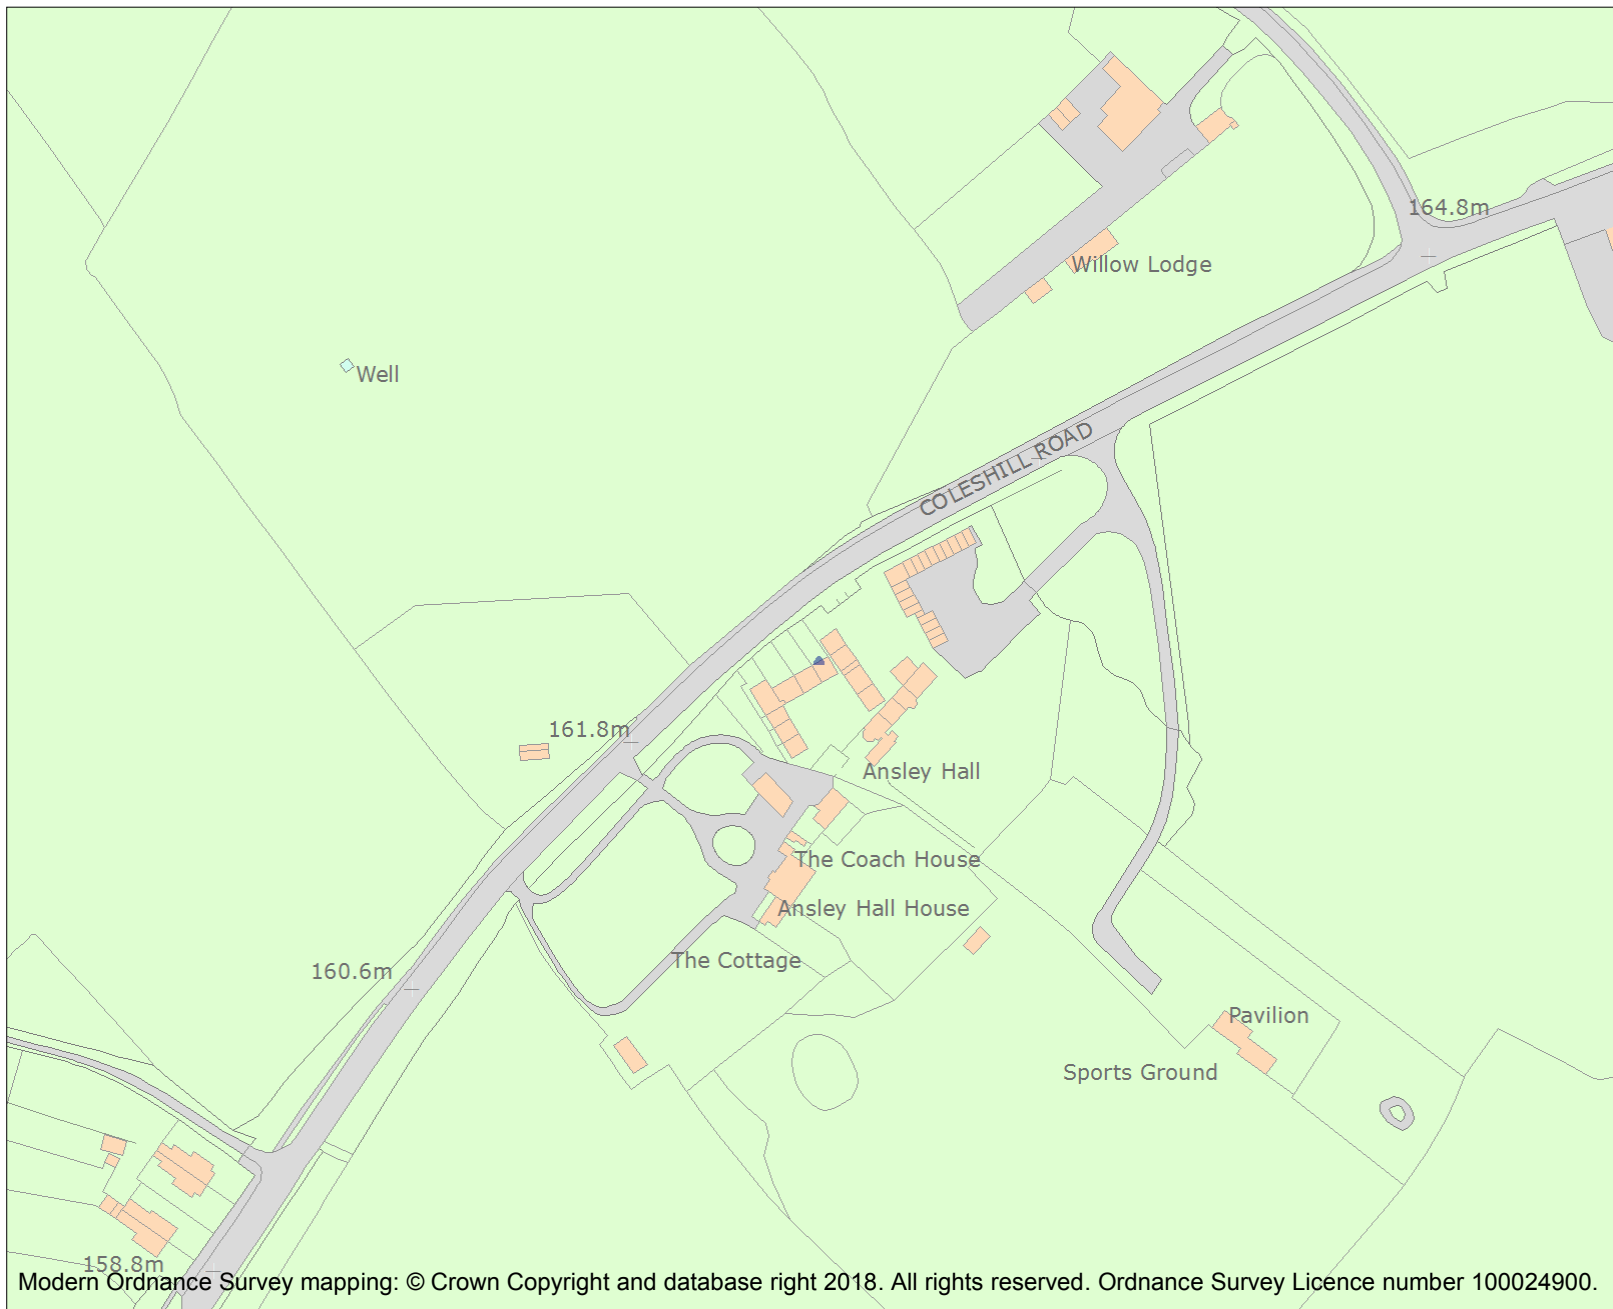 164.8m
Willow Lodge
Well
COLESHILL ROAD
161.8m
Ansley Hall
The Coach House
Ansley Hall House
The Cottage
160.6m
Pavilion
Sports Ground
158.8m
Modern Ordnance Survey mapping: © Crown Copyright and database right 2018. All rights reserved. Ordnance Survey Licence number 100024900.